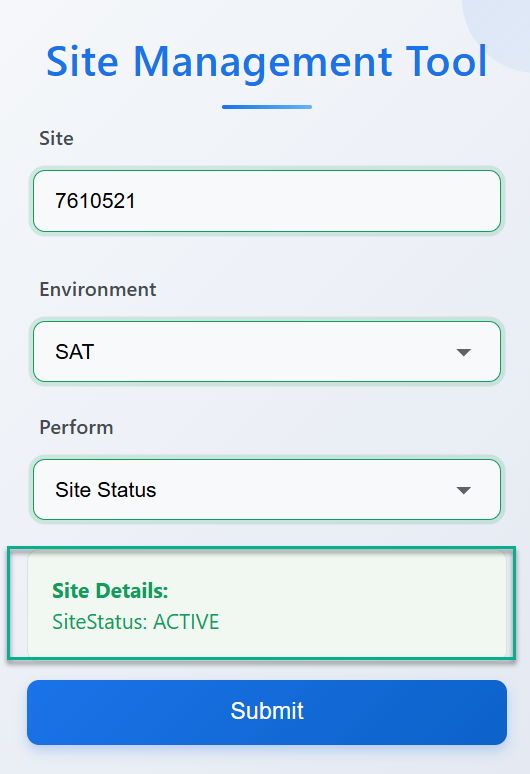 Site Management Tool
Site
7610521
Environment
SAT
Perform
Site Status
Site Details:
SiteStatus: ACTIVE
Submit